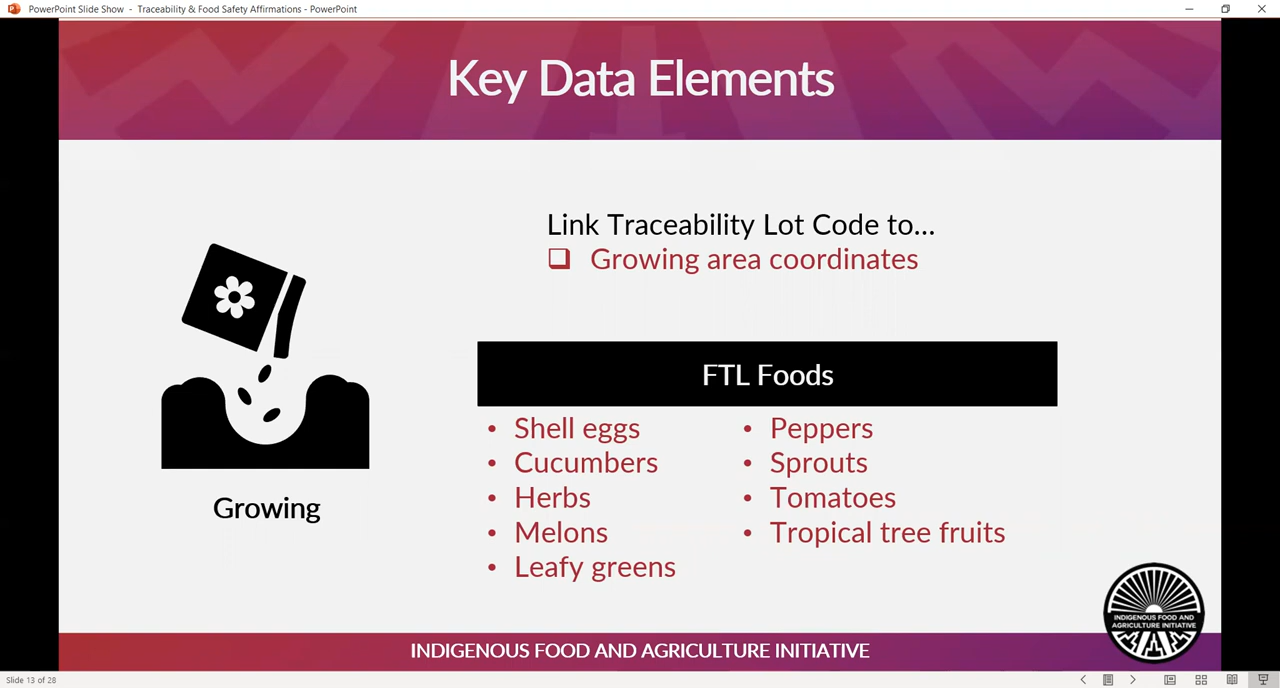 PowerPoint Slide Show - Traceability & Food Safety Affirmations - PowerPoint
Key Data Elements
Link Traceability Lot Code to...
❑ Growing area coordinates
Growing
FTL Foods
• Shell eggs
• Cucumbers
• Herbs
• Melons
• Leafy greens
• Peppers
• Sprouts
• Tomatoes
• Tropical tree fruits
INDIGENOUS FOOD AND
AGRICULTURE INITIATIVE
INDIGENOUS FOOD AND AGRICULTURE INITIATIVE
Slide 13 of 28